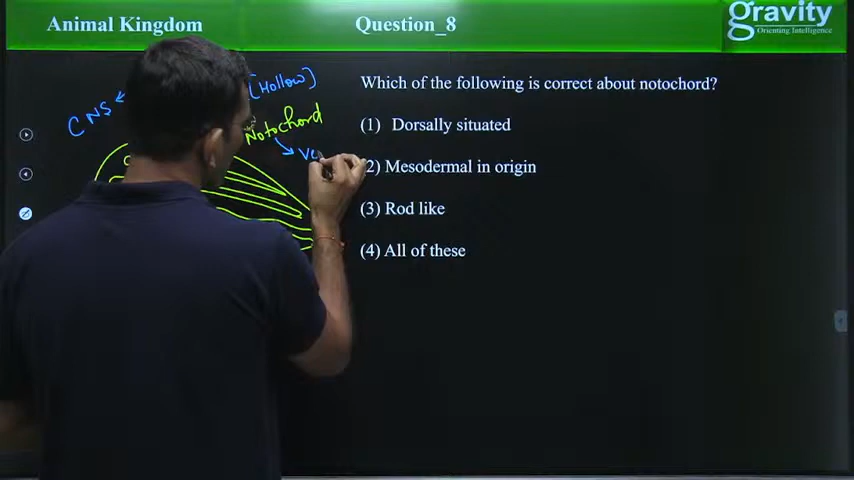 Animal Kingdom
Question_8
gravity
Orienting Intelligence
Which of the following is correct about notochord?
(1) Dorsally situated
2) Mesodermal in origin
(3) Rod like
(4) All of these
(Hollow)
CNS
Notochord